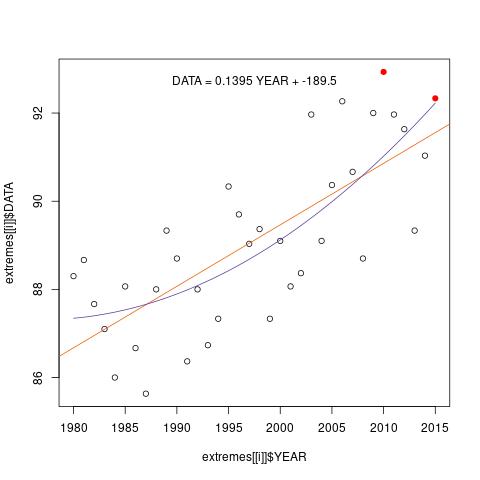 DATA = 0.1395 YEAR + -189.5
92
90
88
86
extremes[[i]]$DATA
1980 1985 1990 1995 2000 2005 2010 2015
extremes[[i]]$YEAR